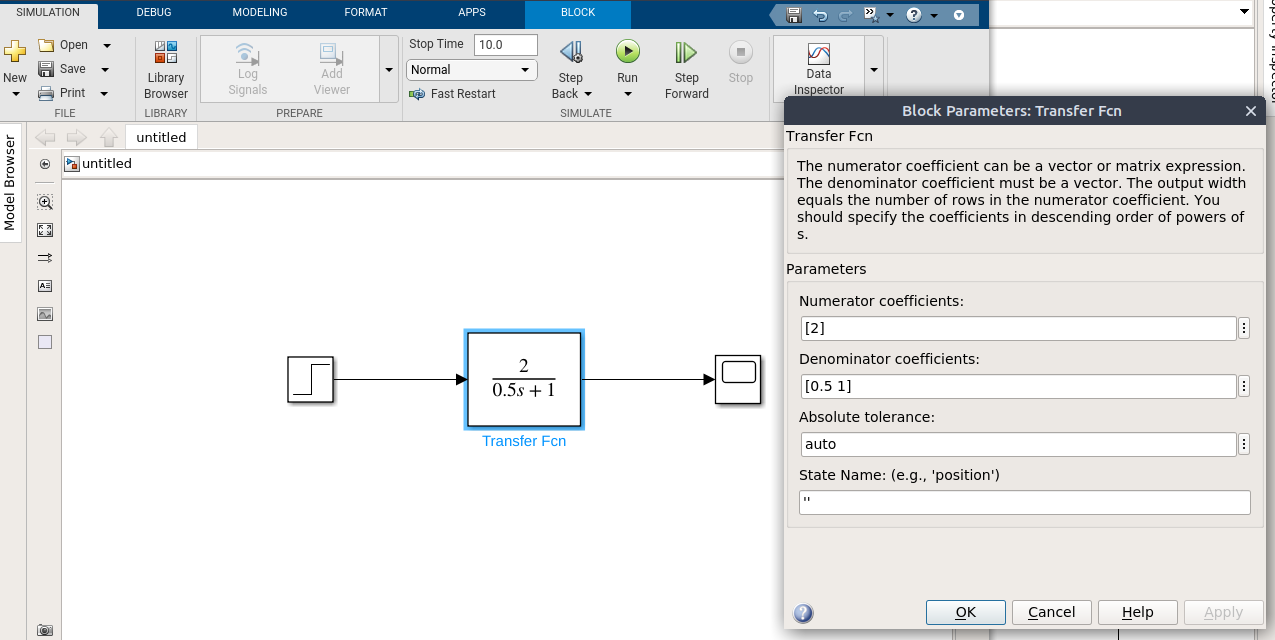 SIMULATION DEBUG MODELING FORMAT APPS BLOCK
New
Open
Save
Print
FILE
Library
Browser
LIBRARY
Log
Signals
Add
Viewer
PREPARE
Stop Time 10.0
Normal
Fast Restart
Step
Back
Run
Step
Forward
Stop
SIMULATE
Data
Inspector
Model Browser
untitled
untitled
2
0.5s + 1
Transfer Fcn
Block Parameters: Transfer Fcn
Transfer Fcn
The numerator coefficient can be a vector or matrix expression.
The denominator coefficient must be a vector. The output width
equals the number of rows in the numerator coefficient. You
should specify the coefficients in descending order of powers of
s.
Parameters
Numerator coefficients:
[2]
Denominator coefficients:
[0.5 1]
Absolute tolerance:
auto
State Name: (e.g., 'position')
''
OK Cancel Help Apply